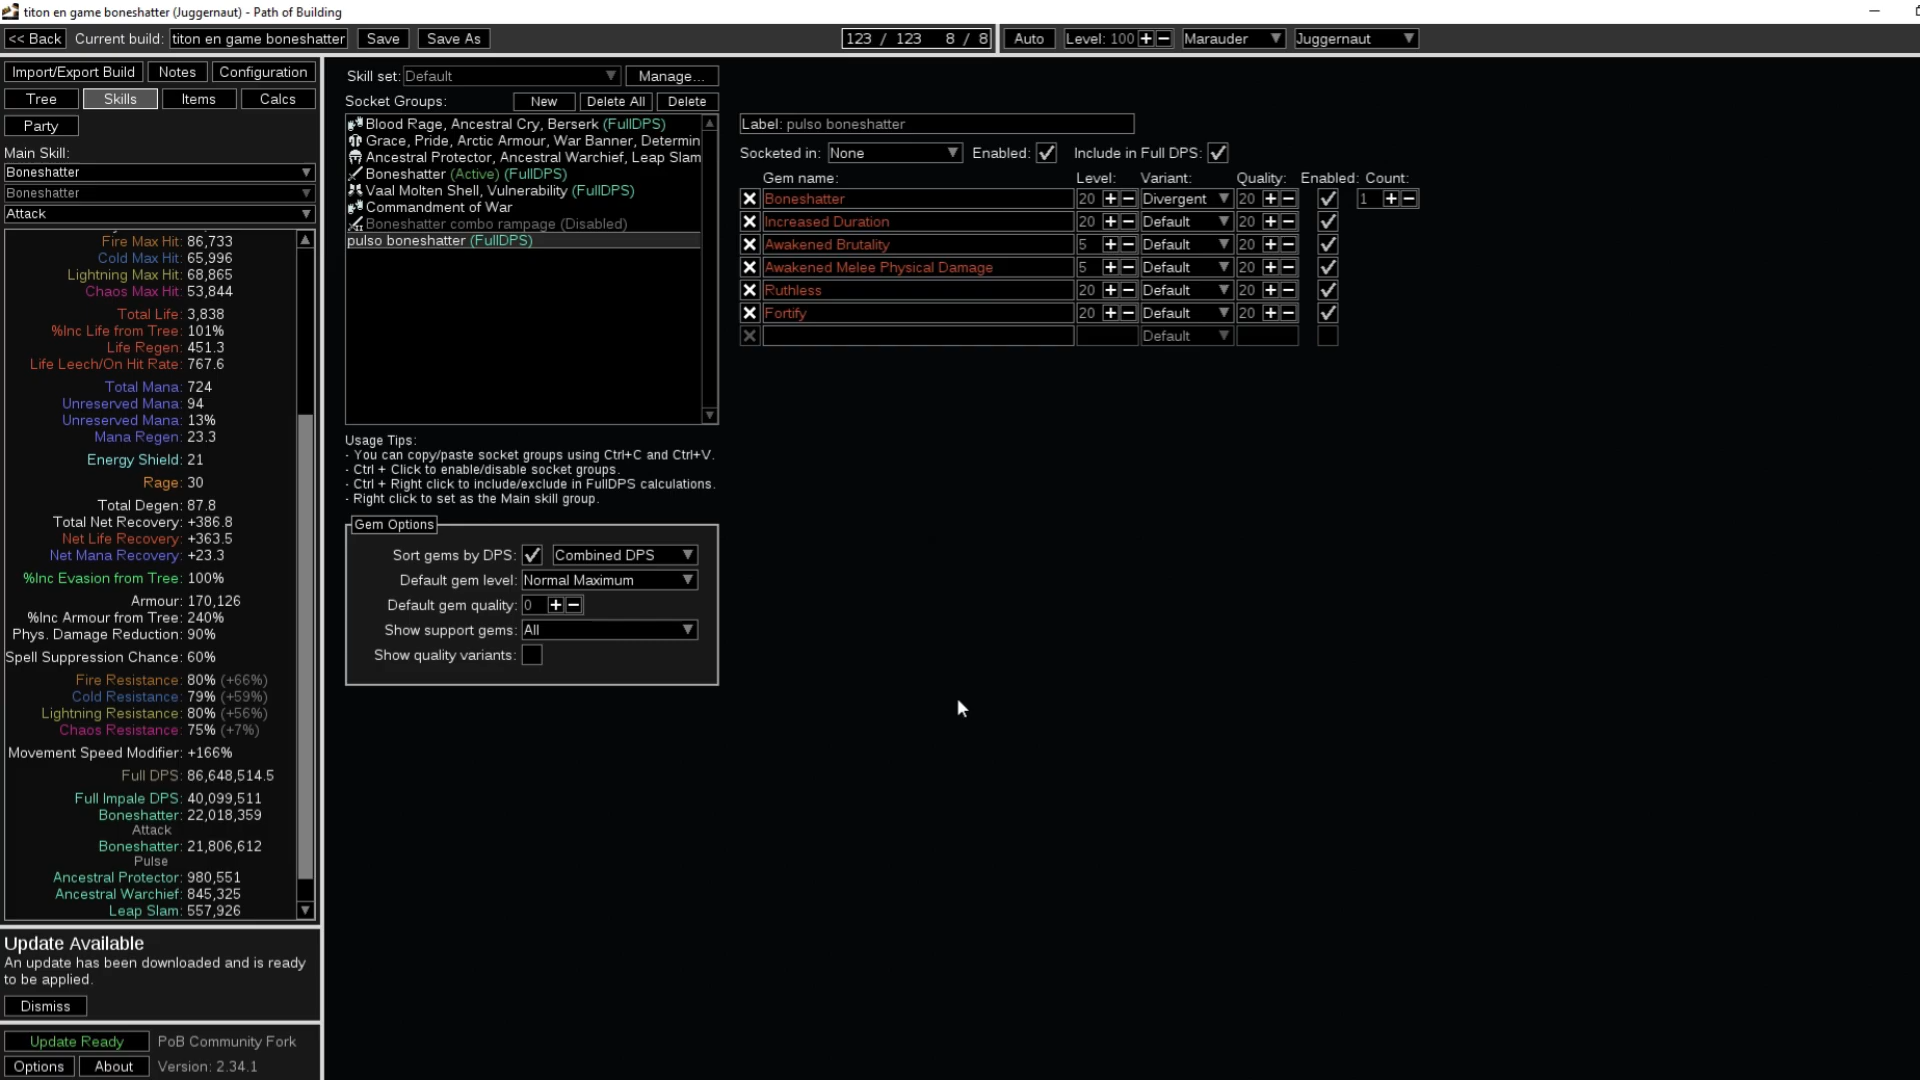 titon en game boneshatter (Juggernaut) - Path of Building
<< Back Current build: titon en game boneshatter Save Save As 123 / 123 8 / 8 Auto Level: 100 + − Marauder Juggernaut
Import/Export Build Notes Configuration
Tree Skills Items Calcs
Party
Main Skill:
Boneshatter
Boneshatter
Attack
Fire Max Hit: 86,733
Cold Max Hit: 65,996
Lightning Max Hit: 68,865
Chaos Max Hit: 53,844
Total Life: 3,838
%Inc Life from Tree: 101%
Life Regen: 451.3
Life Leech/On Hit Rate: 767.6
Total Mana: 724
Unreserved Mana: 94
Unreserved Mana: 13%
Mana Regen: 23.3
Energy Shield: 21
Rage: 30
Total Degen: 87.8
Total Net Recovery: +386.8
Net Life Recovery: +363.5
Net Mana Recovery: +23.3
%Inc Evasion from Tree: 100%
Armour: 170,126
%Inc Armour from Tree: 240%
Phys. Damage Reduction: 90%
Spell Suppression Chance: 60%
Fire Resistance: 80% (+66%)
Cold Resistance: 79% (+59%)
Lightning Resistance: 80% (+56%)
Chaos Resistance: 75% (+7%)
Movement Speed Modifier: +166%
Full DPS: 86,648,514.5
Full Impale DPS: 40,099,511
Boneshatter: 22,018,359
Attack
Boneshatter: 21,806,612
Pulse
Ancestral Protector: 980,551
Ancestral Warchief: 845,325
Leap Slam: 557,926
Update Available
An update has been downloaded and is ready
to be applied.
Dismiss
Update Ready PoB Community Fork
Options About Version: 2.34.1
Skill set: Default Manage...
Socket Groups: New Delete All Delete
Blood Rage, Ancestral Cry, Berserk (FullDPS)
Grace, Pride, Arctic Armour, War Banner, Determin
Ancestral Protector, Ancestral Warchief, Leap Slam
Boneshatter (Active) (FullDPS)
Vaal Molten Shell, Vulnerability (FullDPS)
Commandment of War
Boneshatter combo rampage (Disabled)
pulso boneshatter (FullDPS)
Usage Tips:
- You can copy/paste socket groups using Ctrl+C and Ctrl+V.
- Ctrl + Click to enable/disable socket groups.
- Ctrl + Right click to include/exclude in FullDPS calculations.
- Right click to set as the Main skill group.
Gem Options
Sort gems by DPS: Combined DPS
Default gem level: Normal Maximum
Default gem quality: 0 + −
Show support gems: All
Show quality variants:
Label: pulso boneshatter
Socketed in: None Enabled: Include in Full DPS:
Gem name: Level: Variant: Quality: Enabled: Count:
Boneshatter 20 + − Divergent 20 + − 1 + −
Increased Duration 20 + − Default 20 + −
Awakened Brutality 5 + − Default 20 + −
Awakened Melee Physical Damage 5 + − Default 20 + −
Ruthless 20 + − Default 20 + −
Fortify 20 + − Default 20 + −
Default